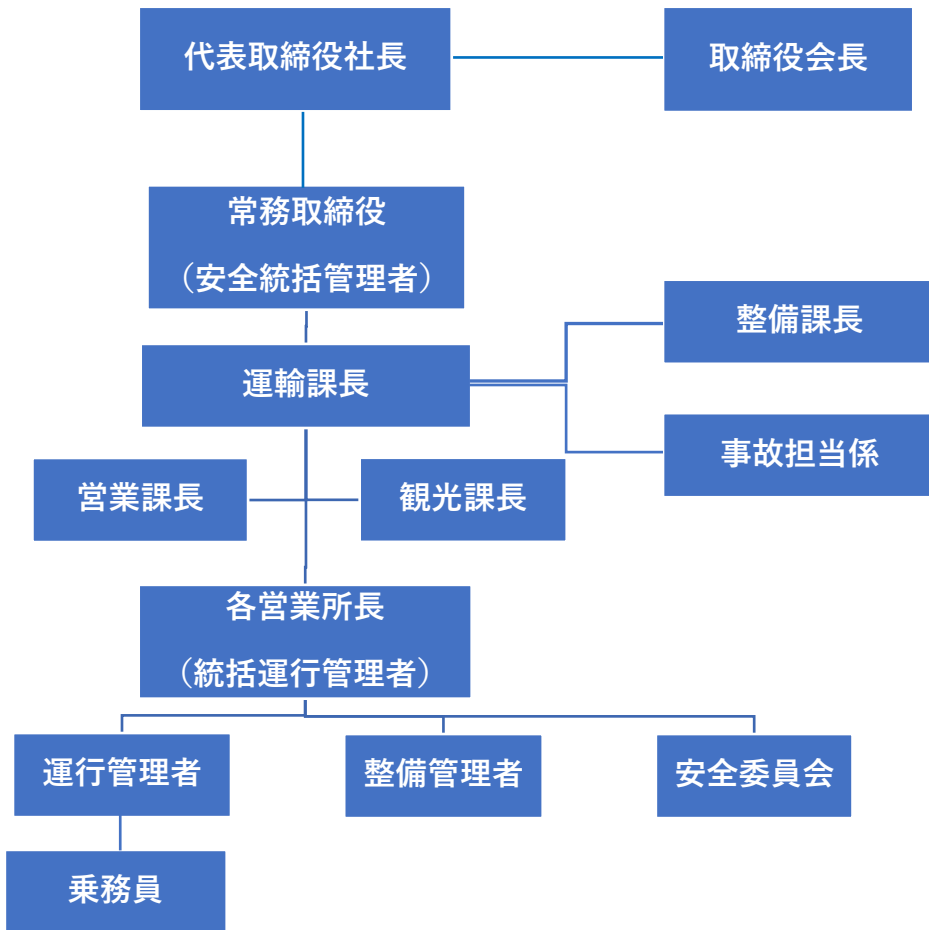 代表取締役社長
取締役会長
常務取締役
（安全統括管理者）
整備課長
運輸課長
事故担当係
営業課長
観光課長
各営業所長
（統括運行管理者）
運行管理者
整備管理者
安全委員会
乗務員